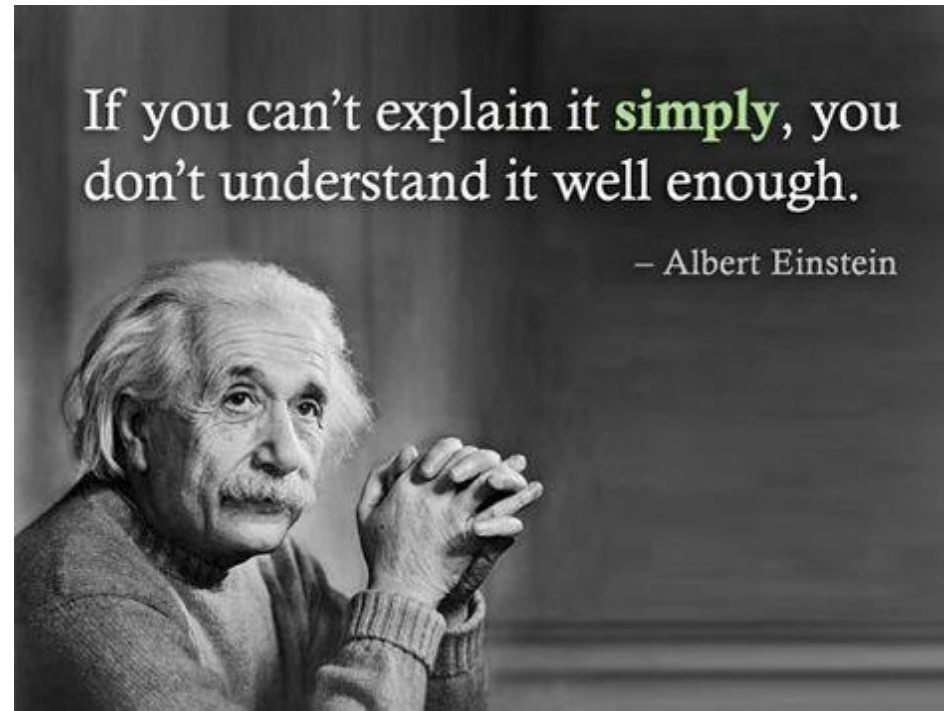 If you can’t explain it simply, you
don’t understand it well enough.
– Albert Einstein